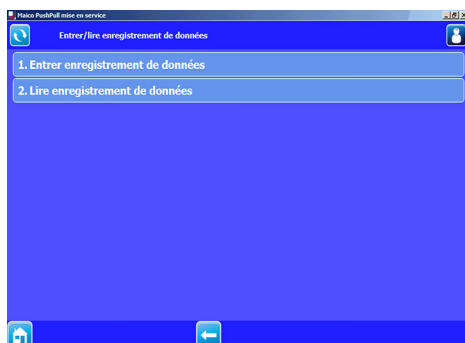 Maico PushPull mise en service
Entrer/lire enregistrement de données
1. Entrer enregistrement de données
2. Lire enregistrement de données